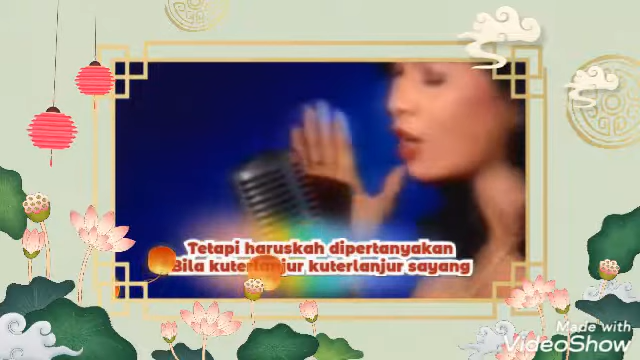 Tetapi haruskah dipertanyakan
Bila kuterlanjur kuterlanjur sayang
Made with
VideoShow